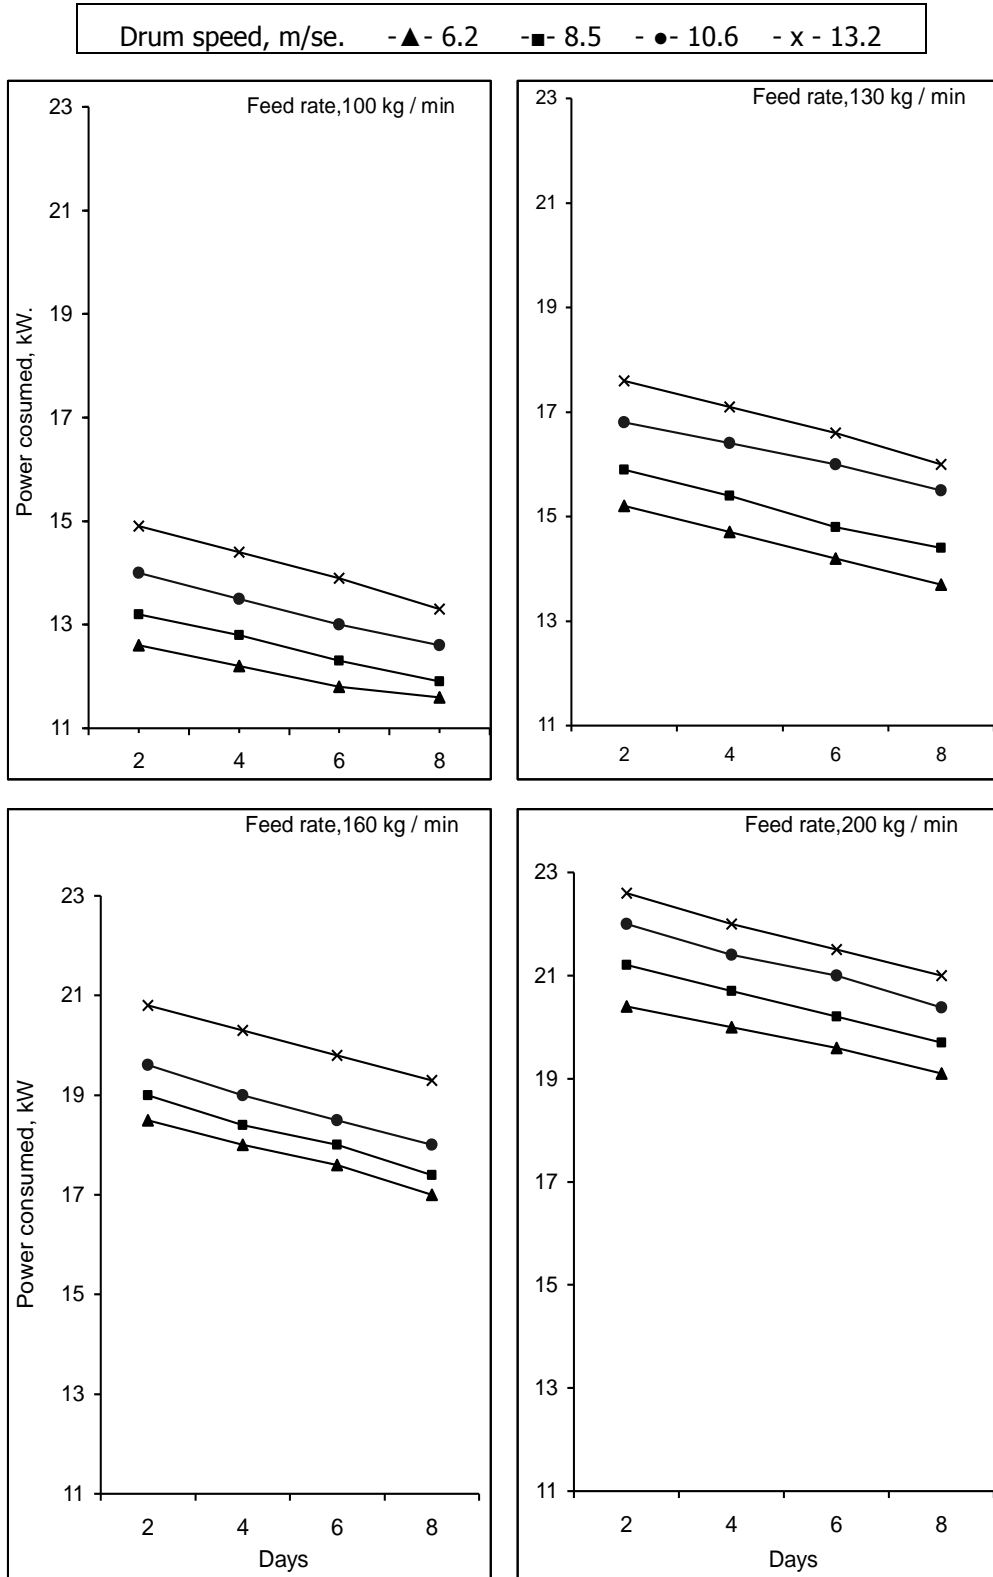 Drum speed, m/se. -▲- 6.2 -■- 8.5 - ●- 10.6 - x - 13.2
Feed rate,100 kg / min
Power cosumed, kW.
23
21
19
17
15
13
11
2 4 6 8
Feed rate,130 kg / min
23
21
19
17
15
13
11
2 4 6 8
Feed rate,160 kg / min
Power consumed, kW
23
21
19
17
15
13
11
2 4 6 8
Days
Feed rate,200 kg / min
23
21
19
17
15
13
11
2 4 6 8
Days